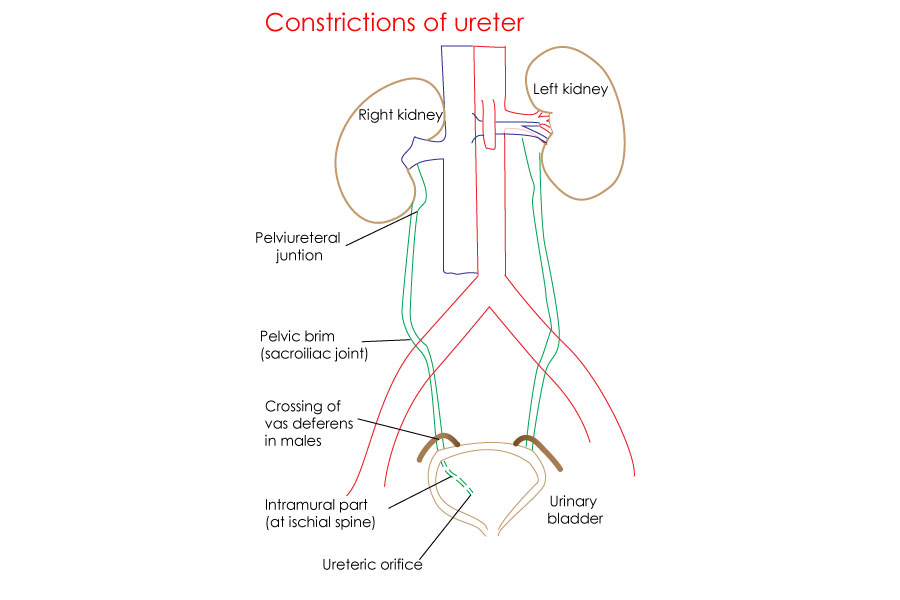 Constrictions of ureter
Left kidney
Right kidney
Pelviureteral
juntion
Pelvic brim
(sacroiliac joint)
Crossing of
vas deferens
in males
Intramural part
(at ischial spine)
Urinary
bladder
Ureteric orifice